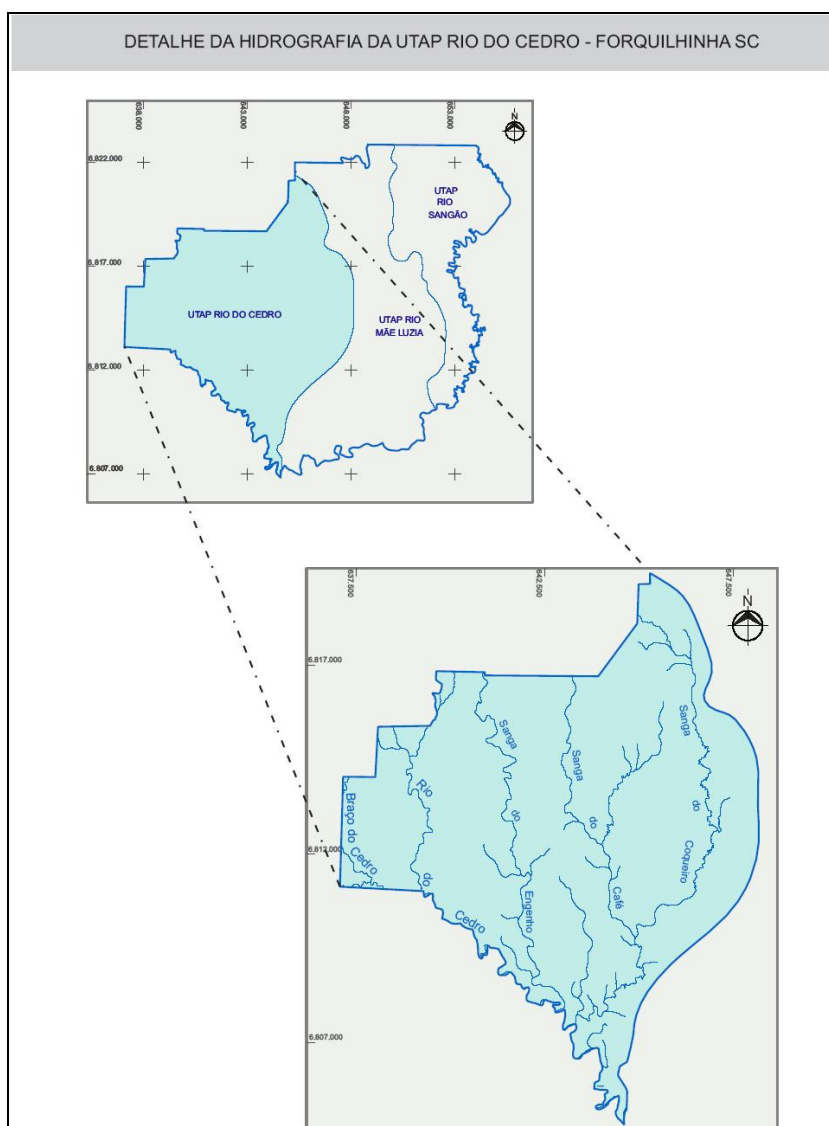 DETALHE DA HIDROGRAFIA DA UTAP RIO DO CEDRO - FORQUILHINHA SC
638.000
643.000
648.000
653.000
N
6.822.000
UTAP
RIO
SANGÃO
6.817.000
UTAP RIO DO CEDRO
UTAP RIO
MÃE LUZIA
6.812.000
6.807.000
637.500
642.500
647.500
N
6.817.000
Sanga
do
Engenho
Sanga
do
Café
Sanga
do
Coqueiro
Rio
do
Cedro
Braço do Cedro
6.812.000
6.807.000